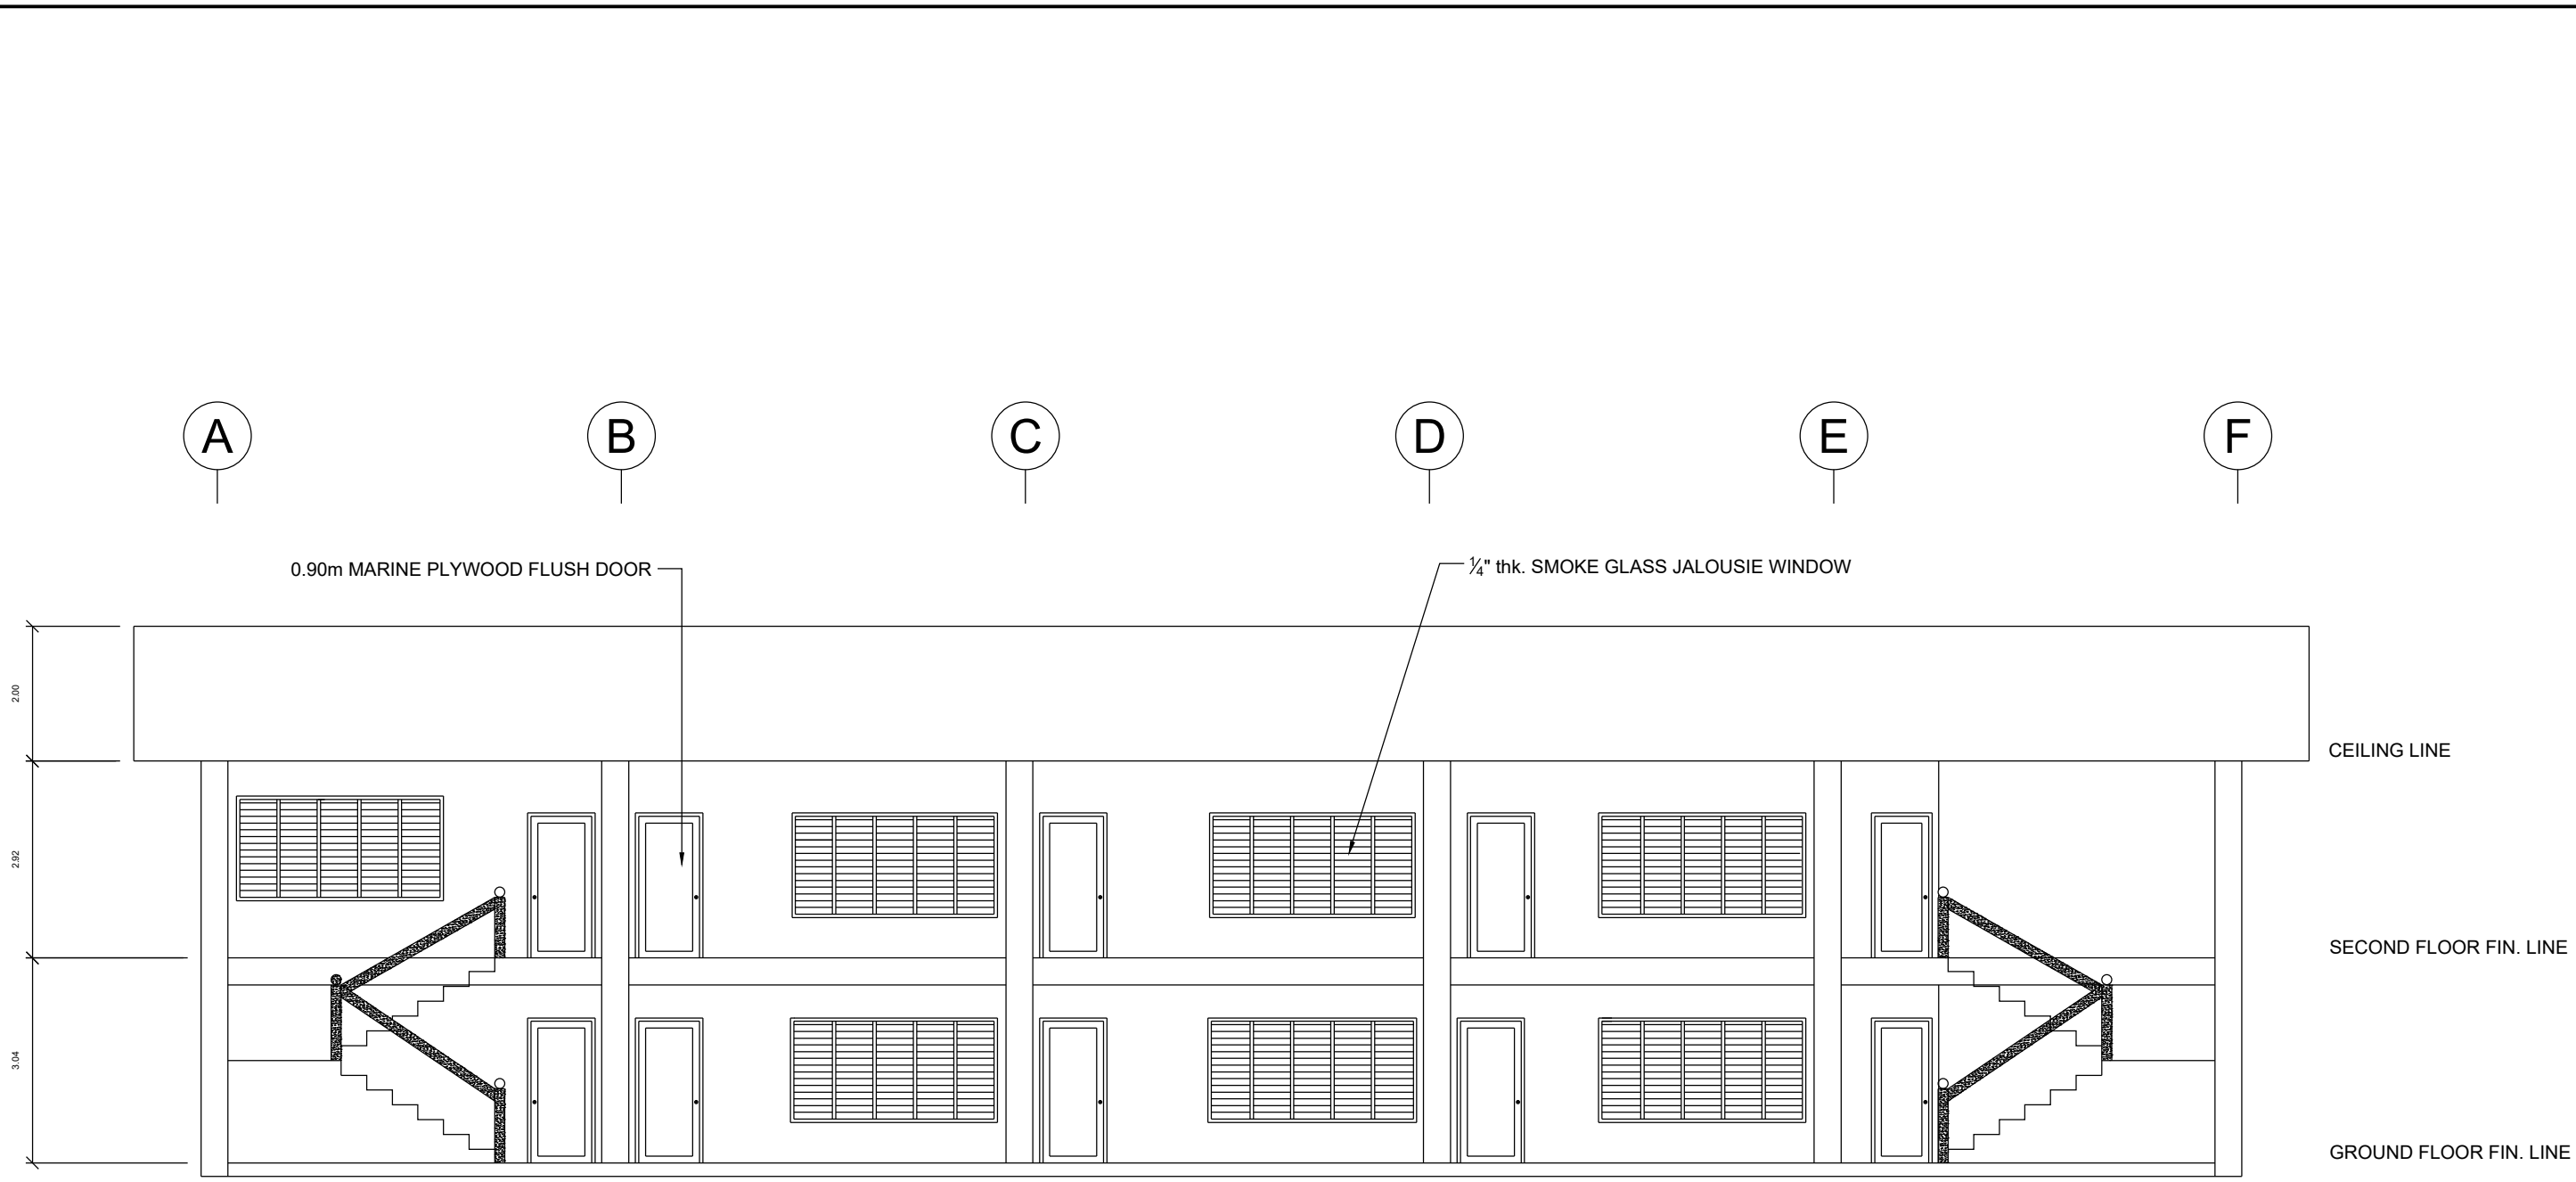 A B C D E F
0.90m MARINE PLYWOOD FLUSH DOOR
¼" thk. SMOKE GLASS JALOUSIE WINDOW
2.00
CEILING LINE
2.92
SECOND FLOOR FIN. LINE
3.04
GROUND FLOOR FIN. LINE